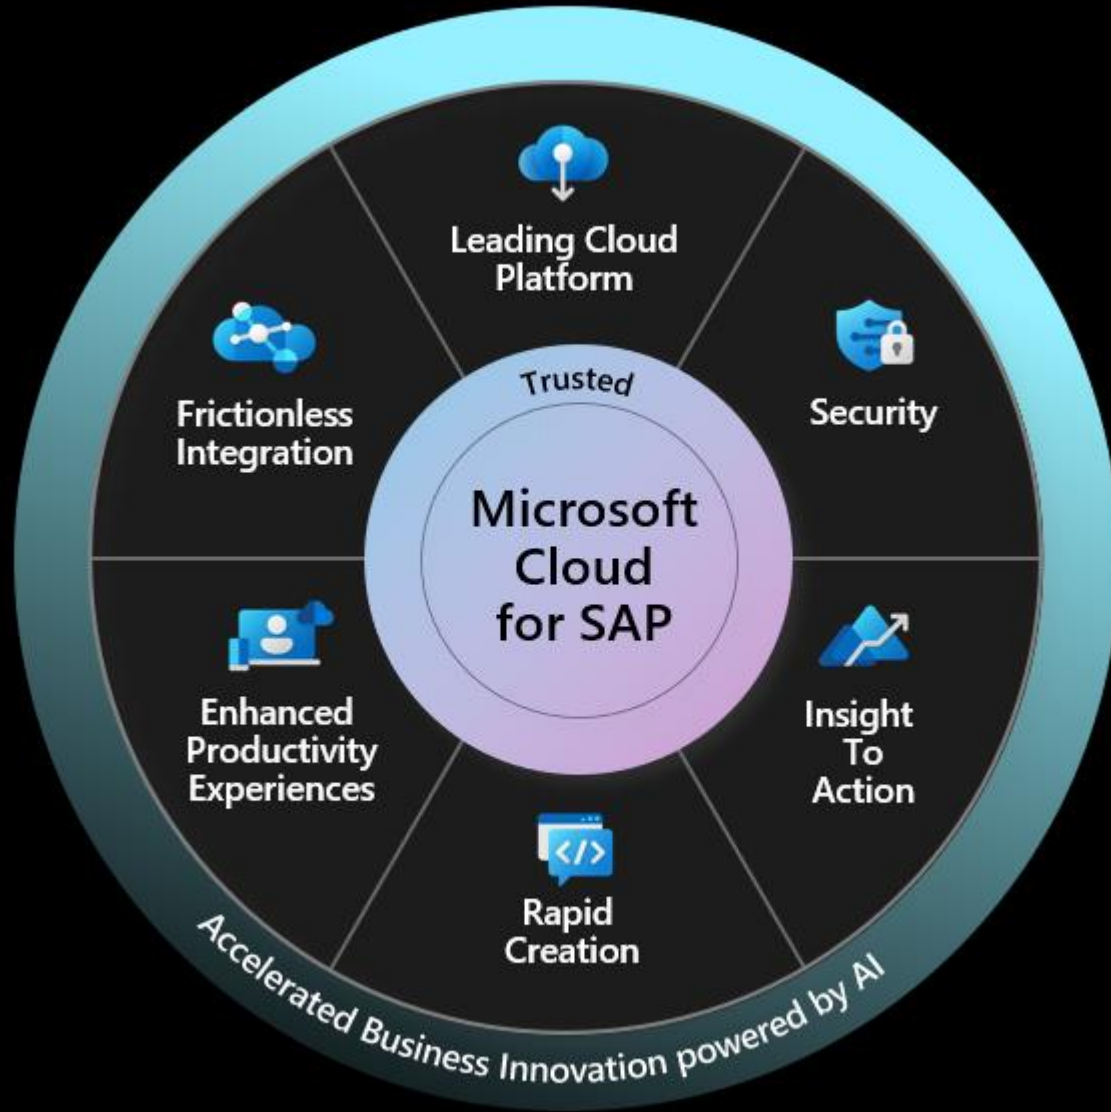 Leading Cloud
Platform
Security
Frictionless
Integration
Trusted
Microsoft
Cloud
for SAP
Enhanced
Productivity
Experiences
Insight
To
Action
</>
Rapid
Creation
Accelerated Business Innovation powered by AI